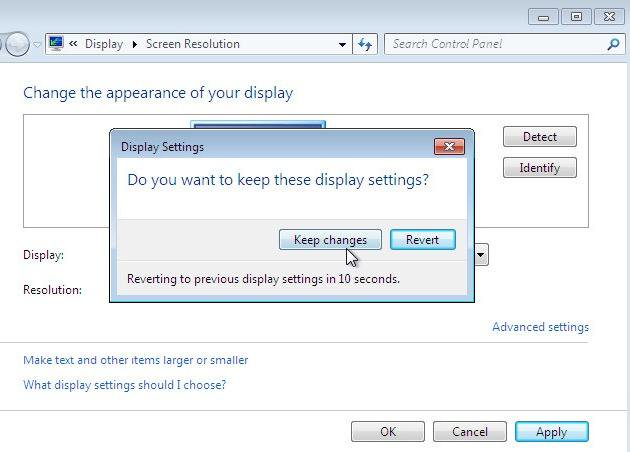 « Display Screen Resolution
Search Control Panel
Change the appearance of your display
Detect
Display Settings
Identify
Do you want to keep these display settings?
Keep changes Revert
Display:
Reverting to previous display settings in 10 seconds.
Resolution:
Advanced settings
Make text and other items larger or smaller
What display settings should I choose?
OK Cancel Apply